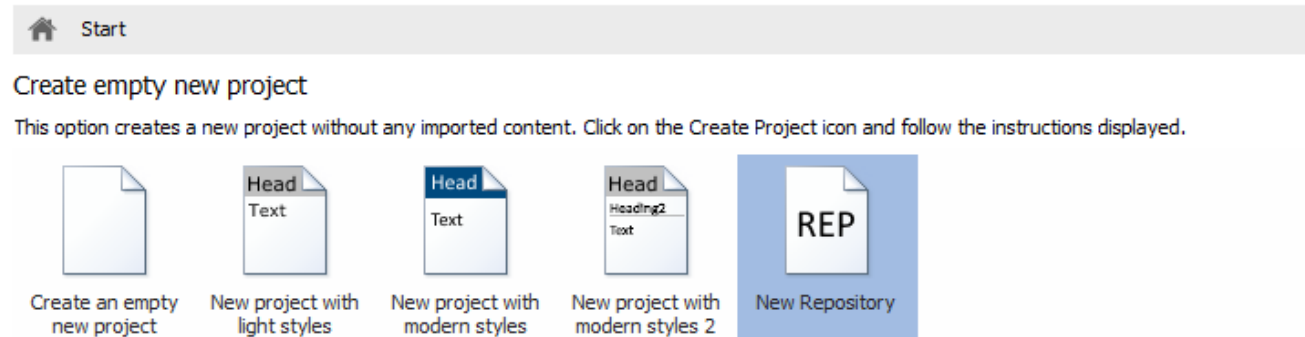 Start
Create empty new project
This option creates a new project without any imported content. Click on the Create Project icon and follow the instructions displayed.
Head
Text
Head
Text
Head
Heading2
Text
REP
Create an empty
new project
New project with
light styles
New project with
modern styles
New project with
modern styles 2
New Repository